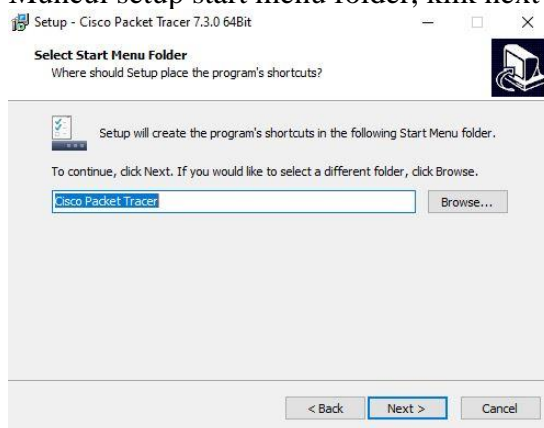 Muncul setup start menu folder, klik next
Setup - Cisco Packet Tracer 7.3.0 64Bit
Select Start Menu Folder
Where should Setup place the program's shortcuts?
Setup will create the program's shortcuts in the following Start Menu folder.
To continue, click Next. If you would like to select a different folder, click Browse.
Cisco Packet Tracer
Browse...
< Back Next > Cancel